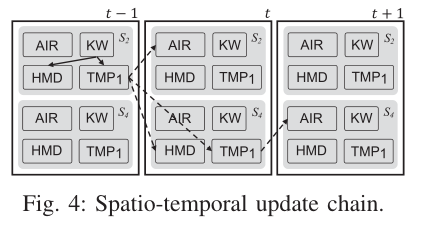 t − 1 t t + 1
AIR KW S2 AIR KW S2 AIR KW S2
HMD TMP1 HMD TMP1 HMD TMP1
AIR KW S4 AIR KW S4 AIR KW S4
HMD TMP1 HMD TMP1 HMD TMP1
Fig. 4: Spatio-temporal update chain.